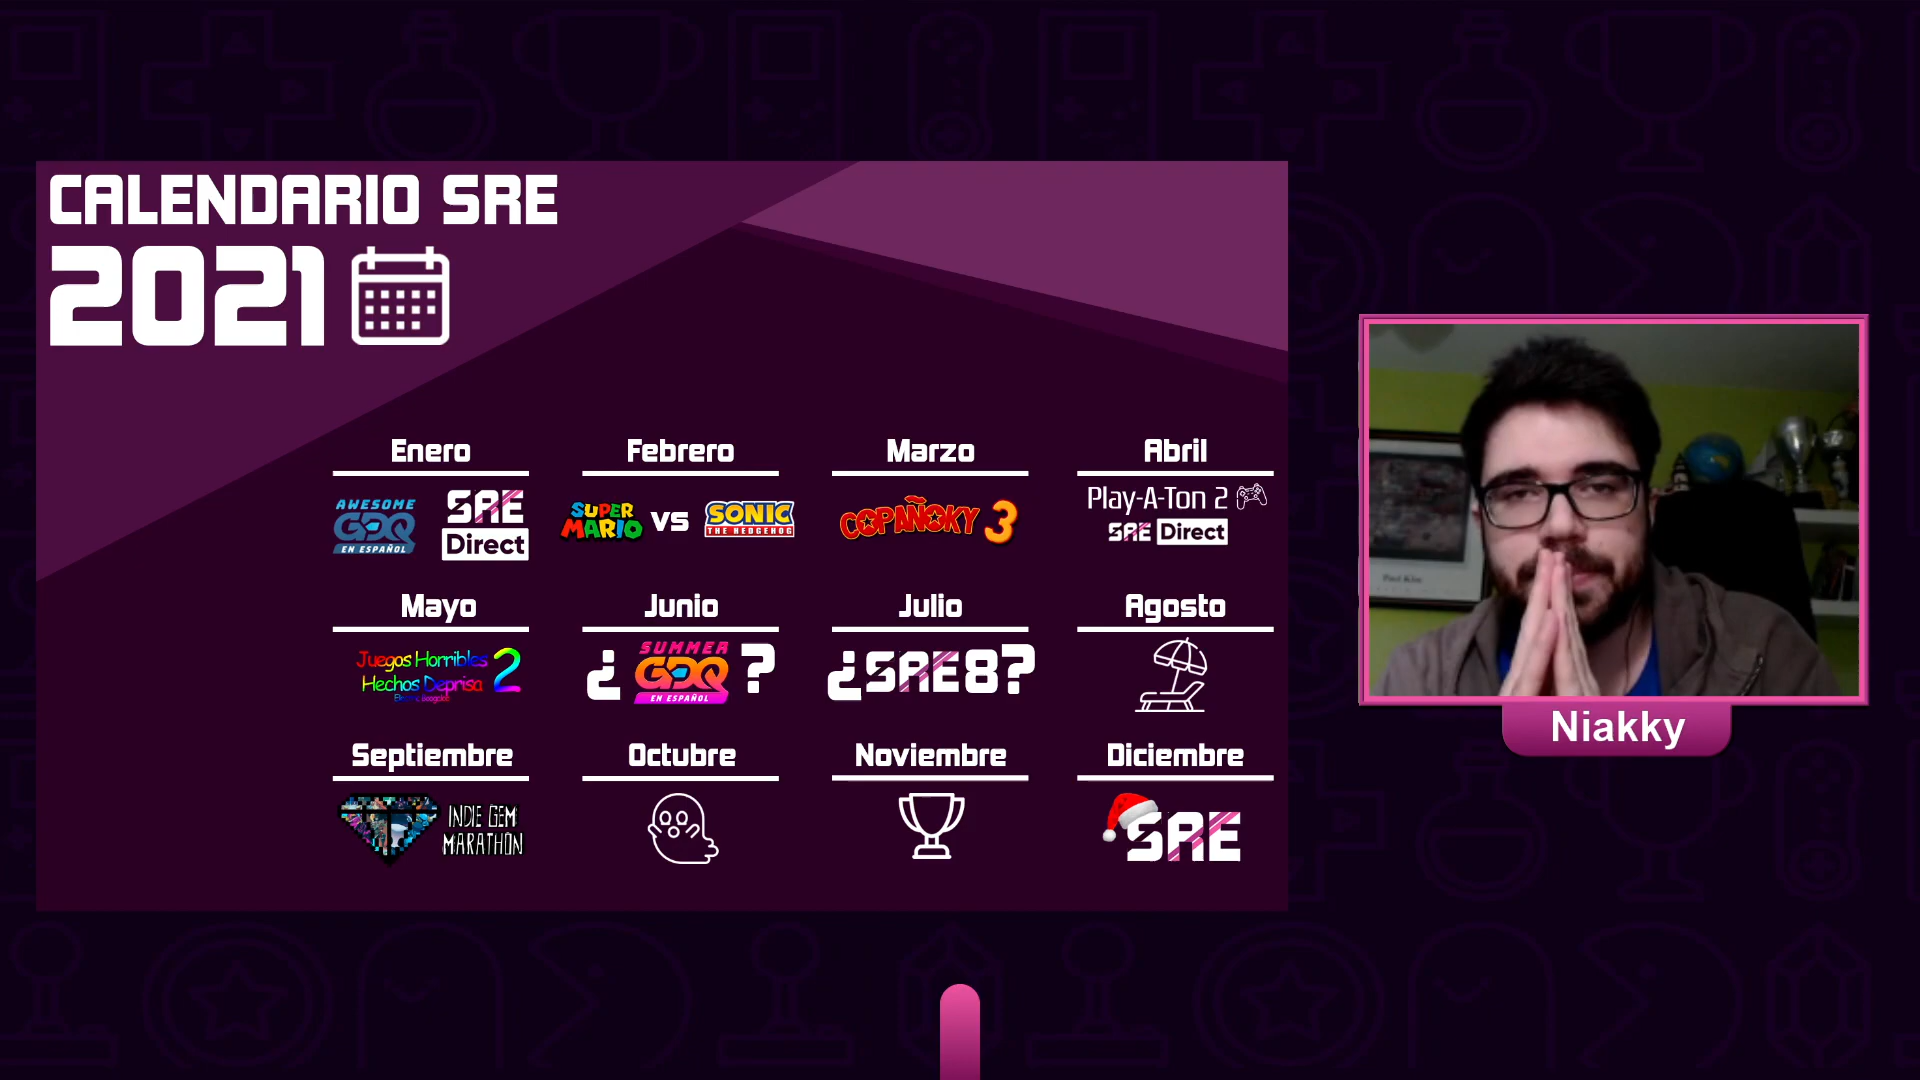 CALENDARIO SRE
2021
Enero
AWESOME
GDQ
EN ESPAÑOL
SRE
Direct
Febrero
SUPER
MARIO
VS
SONIC
THE HEDGEHOG
Marzo
COPAÑOKY 3
Abril
Play-A-Ton 2
SRE Direct
Mayo
Juegos Horribles
Hechos Deprisa 2
Junio
¿SUMMER
GDQ
EN ESPAÑOL?
Julio
¿SRE8?
Agosto
Septiembre
INDIE GEM
MARATHON
Octubre
Noviembre
Diciembre
SRE
Niakky